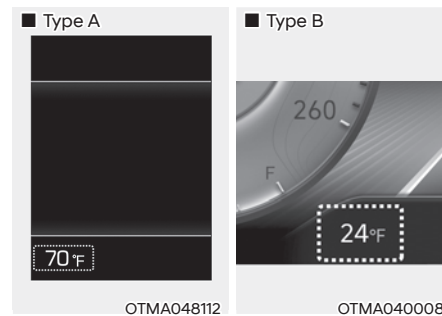 ■ Type A
70°F
OTMA048112
■ Type B
260
F
24°F
OTMA040008